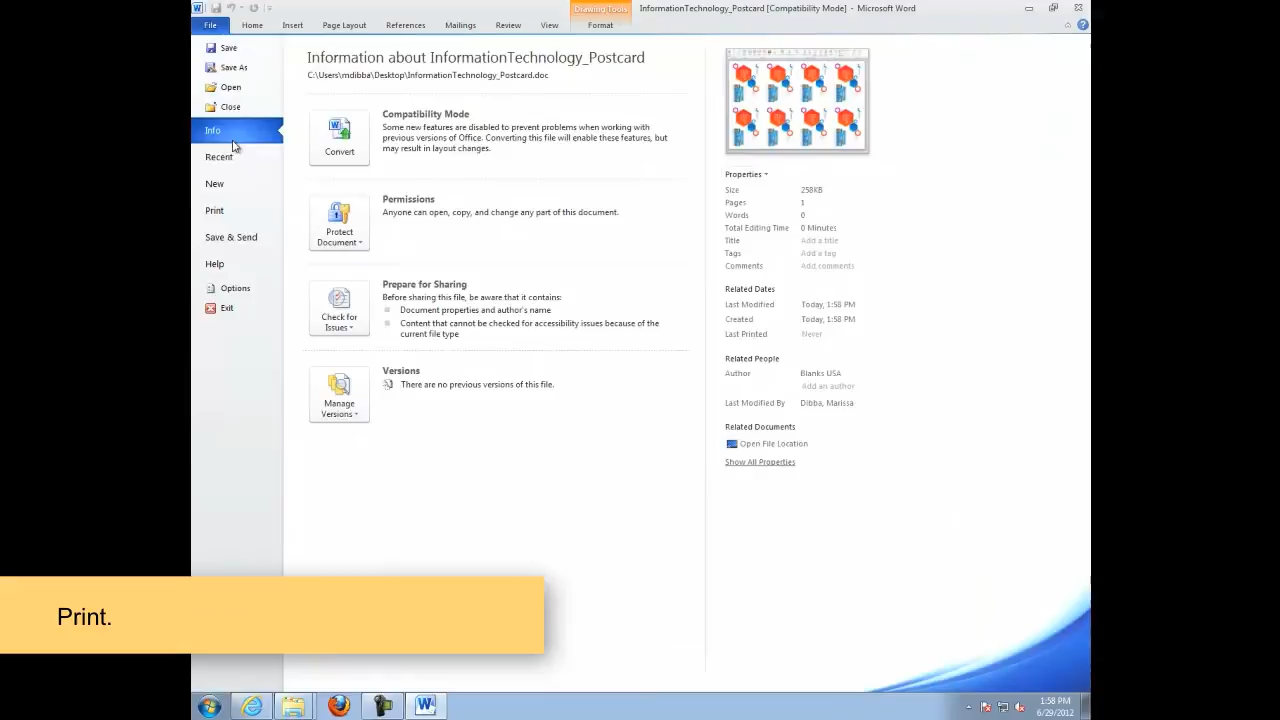 InformationTechnology_Postcard [Compatibility Mode] - Microsoft Word
Drawing Tools
File Home Insert Page Layout References Mailings Review View Format
Save
Save As
Open
Close
Info
Recent
New
Print
Save & Send
Help
Options
Exit
Information about InformationTechnology_Postcard
C:\Users\mdibba\Desktop\InformationTechnology_Postcard.doc
Convert
Compatibility Mode
Some new features are disabled to prevent problems when working with
previous versions of Office. Converting this file will enable these features, but
may result in layout changes.
Protect
Document
Permissions
Anyone can open, copy, and change any part of this document.
Check for
Issues
Prepare for Sharing
Before sharing this file, be aware that it contains:
Document properties and author's name
Content that cannot be checked for accessibility issues because of the
current file type
Manage
Versions
Versions
There are no previous versions of this file.
Properties
Size 258KB
Pages 1
Words 0
Total Editing Time 0 Minutes
Title Add a title
Tags Add a tag
Comments Add comments
Related Dates
Last Modified Today, 1:58 PM
Created Today, 1:58 PM
Last Printed Never
Related People
Author Blanks USA
Add an author
Last Modified By Dibba, Marissa
Related Documents
Open File Location
Show All Properties
Print.
1:58 PM
6/29/2012